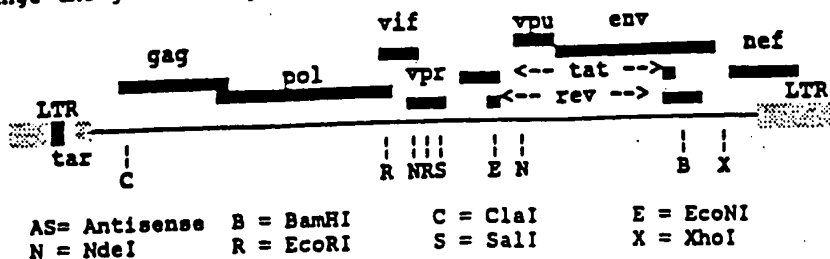 vif
vpu
env
gag
nef
pol
vpr
<-- tat -->
LTR
<-- rev -->
LTR
tar
C
R NRS E N B X
AS= Antisense B = BamHI C = ClaI E = EcoNI
N = NdeI R = EcoRI S = SalI X = XhoI